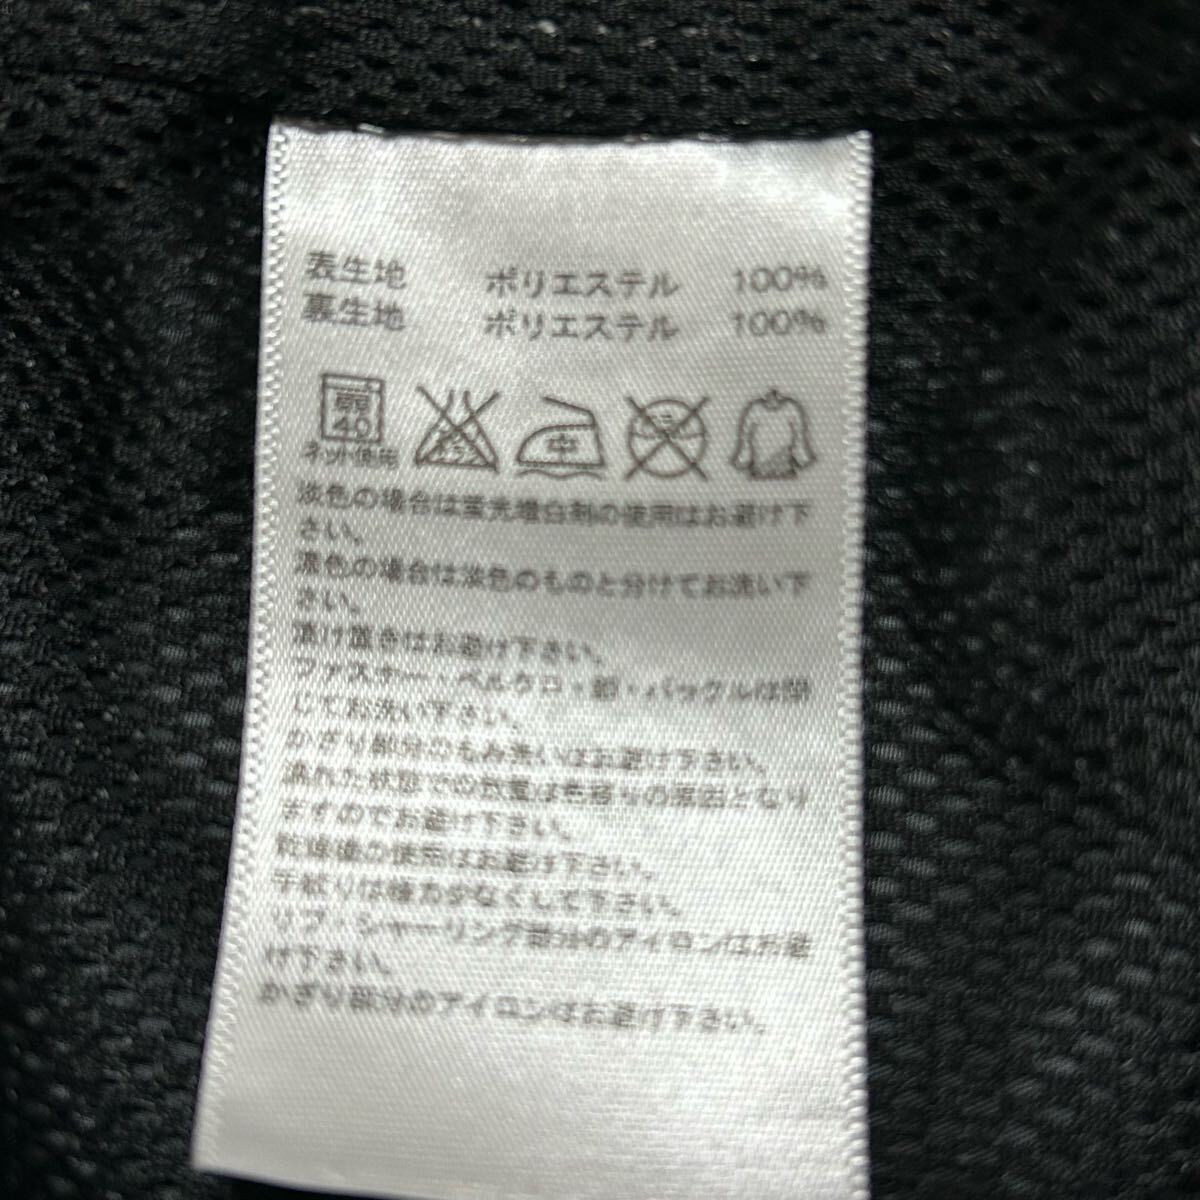 表生地 ポリエステル 100%
裏生地 ポリエステル 100%
弱
40
ネット使用
中
淡色の場合は蛍光増白剤の使用はお避け下
さい。
濃色の場合は淡色のものと分けてお洗い下
さい。
漬け置きはお避け下さい。
ファスナー・ベルクロ・釦・バックルは閉
じてお洗い下さい。
かざり部分のもみ洗いはお避け下さい。
濡れた状態での放置は色移りの原因となり
ますのでお避け下さい。
乾燥機の使用はお避け下さい。
手絞りは極力少なくして下さい。
リブ・シャーリング部分のアイロンはお避
け下さい。
かざり部分のアイロンはお避け下さい。